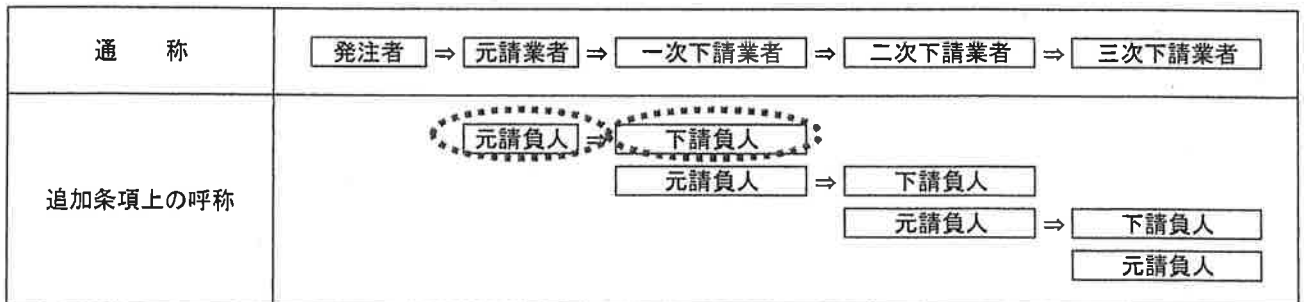 通　称
発注者 ⇒ 元請業者 ⇒ 一次下請業者 ⇒ 二次下請業者 ⇒ 三次下請業者
追加条項上の呼称
元請負人 ⇒ 下請負人
元請負人 ⇒ 下請負人
元請負人 ⇒ 下請負人
元請負人